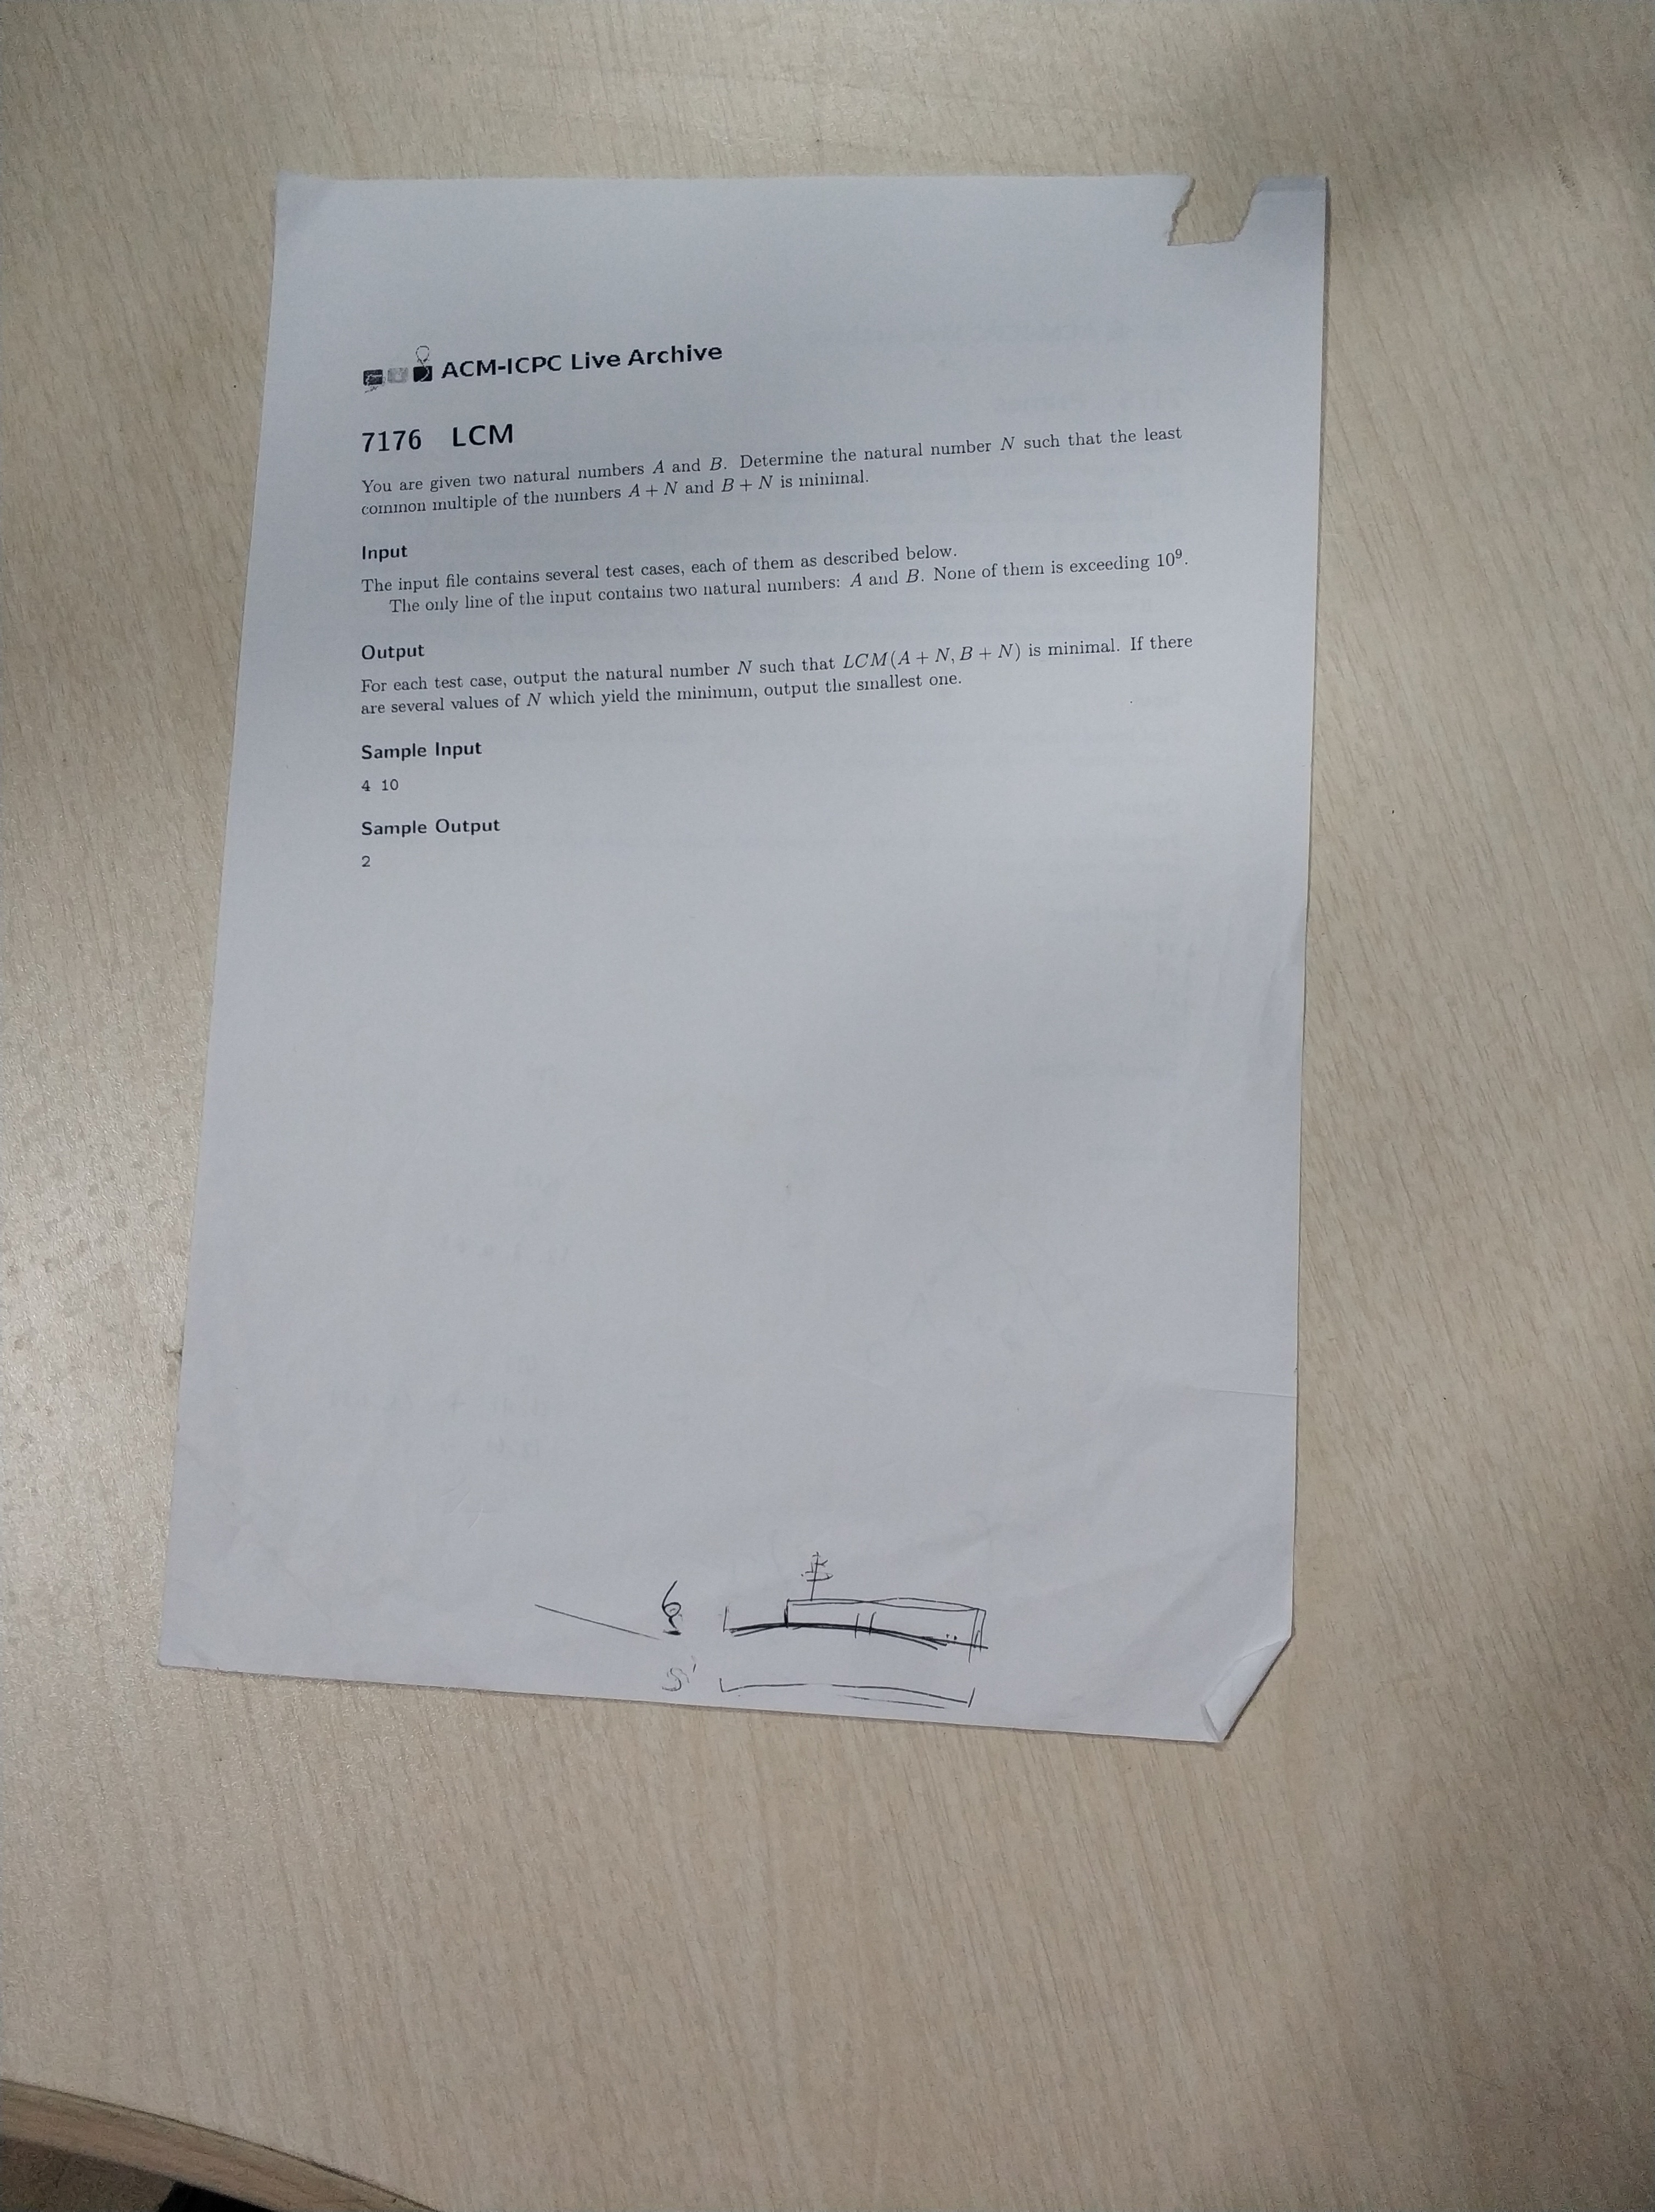 ACM-ICPC Live Archive
7176 LCM
You are given two natural numbers A and B. Determine the natural number N such that the least
common multiple of the numbers A + N and B + N is minimal.
Input
The input file contains several test cases, each of them as described below.
The only line of the input contains two natural numbers: A and B. None of them is exceeding 10⁹.
Output
For each test case, output the natural number N such that LCM(A + N, B + N) is minimal. If there
are several values of N which yield the minimum, output the smallest one.
Sample Input
4 10
Sample Output
2